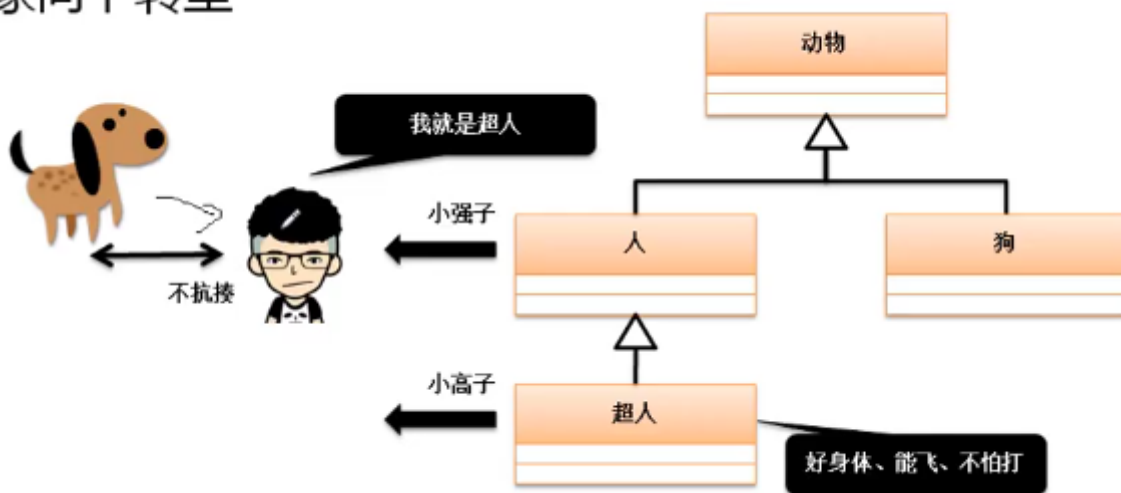 动物
我就是超人
小强子
人
狗
不抗揍
小高子
超人
好身体、能飞、不怕打